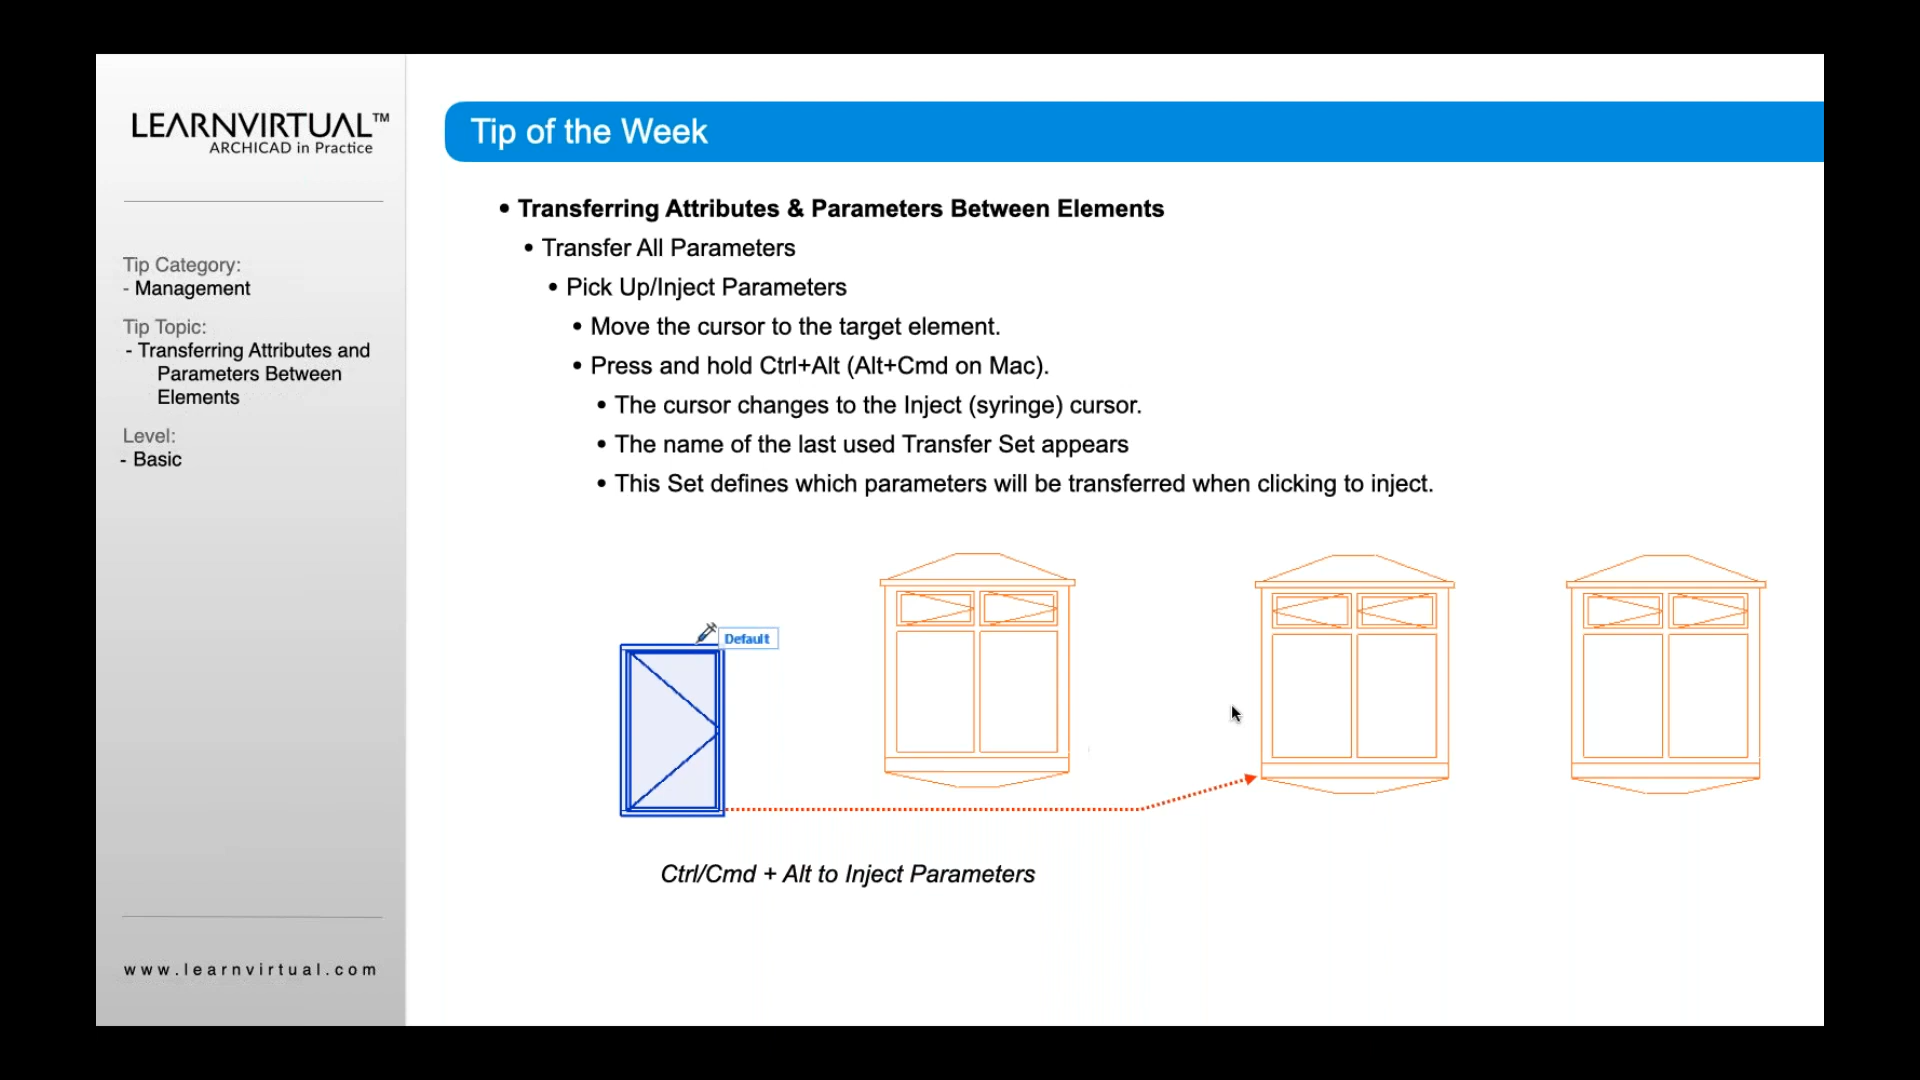 LEARNVIRTUAL™
ARCHICAD in Practice
Tip Category:
- Management
Tip Topic:
- Transferring Attributes and
Parameters Between
Elements
Level:
- Basic
www.learnvirtual.com
Tip of the Week
• Transferring Attributes & Parameters Between Elements
• Transfer All Parameters
• Pick Up/Inject Parameters
• Move the cursor to the target element.
• Press and hold Ctrl+Alt (Alt+Cmd on Mac).
• The cursor changes to the Inject (syringe) cursor.
• The name of the last used Transfer Set appears
• This Set defines which parameters will be transferred when clicking to inject.
Default
Ctrl/Cmd + Alt to Inject Parameters